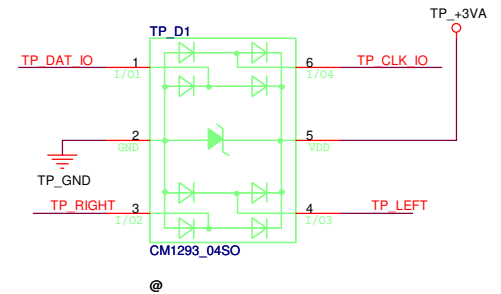 TP_+3VA
TP_D1
TP_DAT_IO 1 6 TP_CLK_IO
I/O1 I/O4
2 5
GND VDD
TP_GND
TP_RIGHT 3 4 TP_LEFT
I/O2 I/O3
CM1293_04SO
@